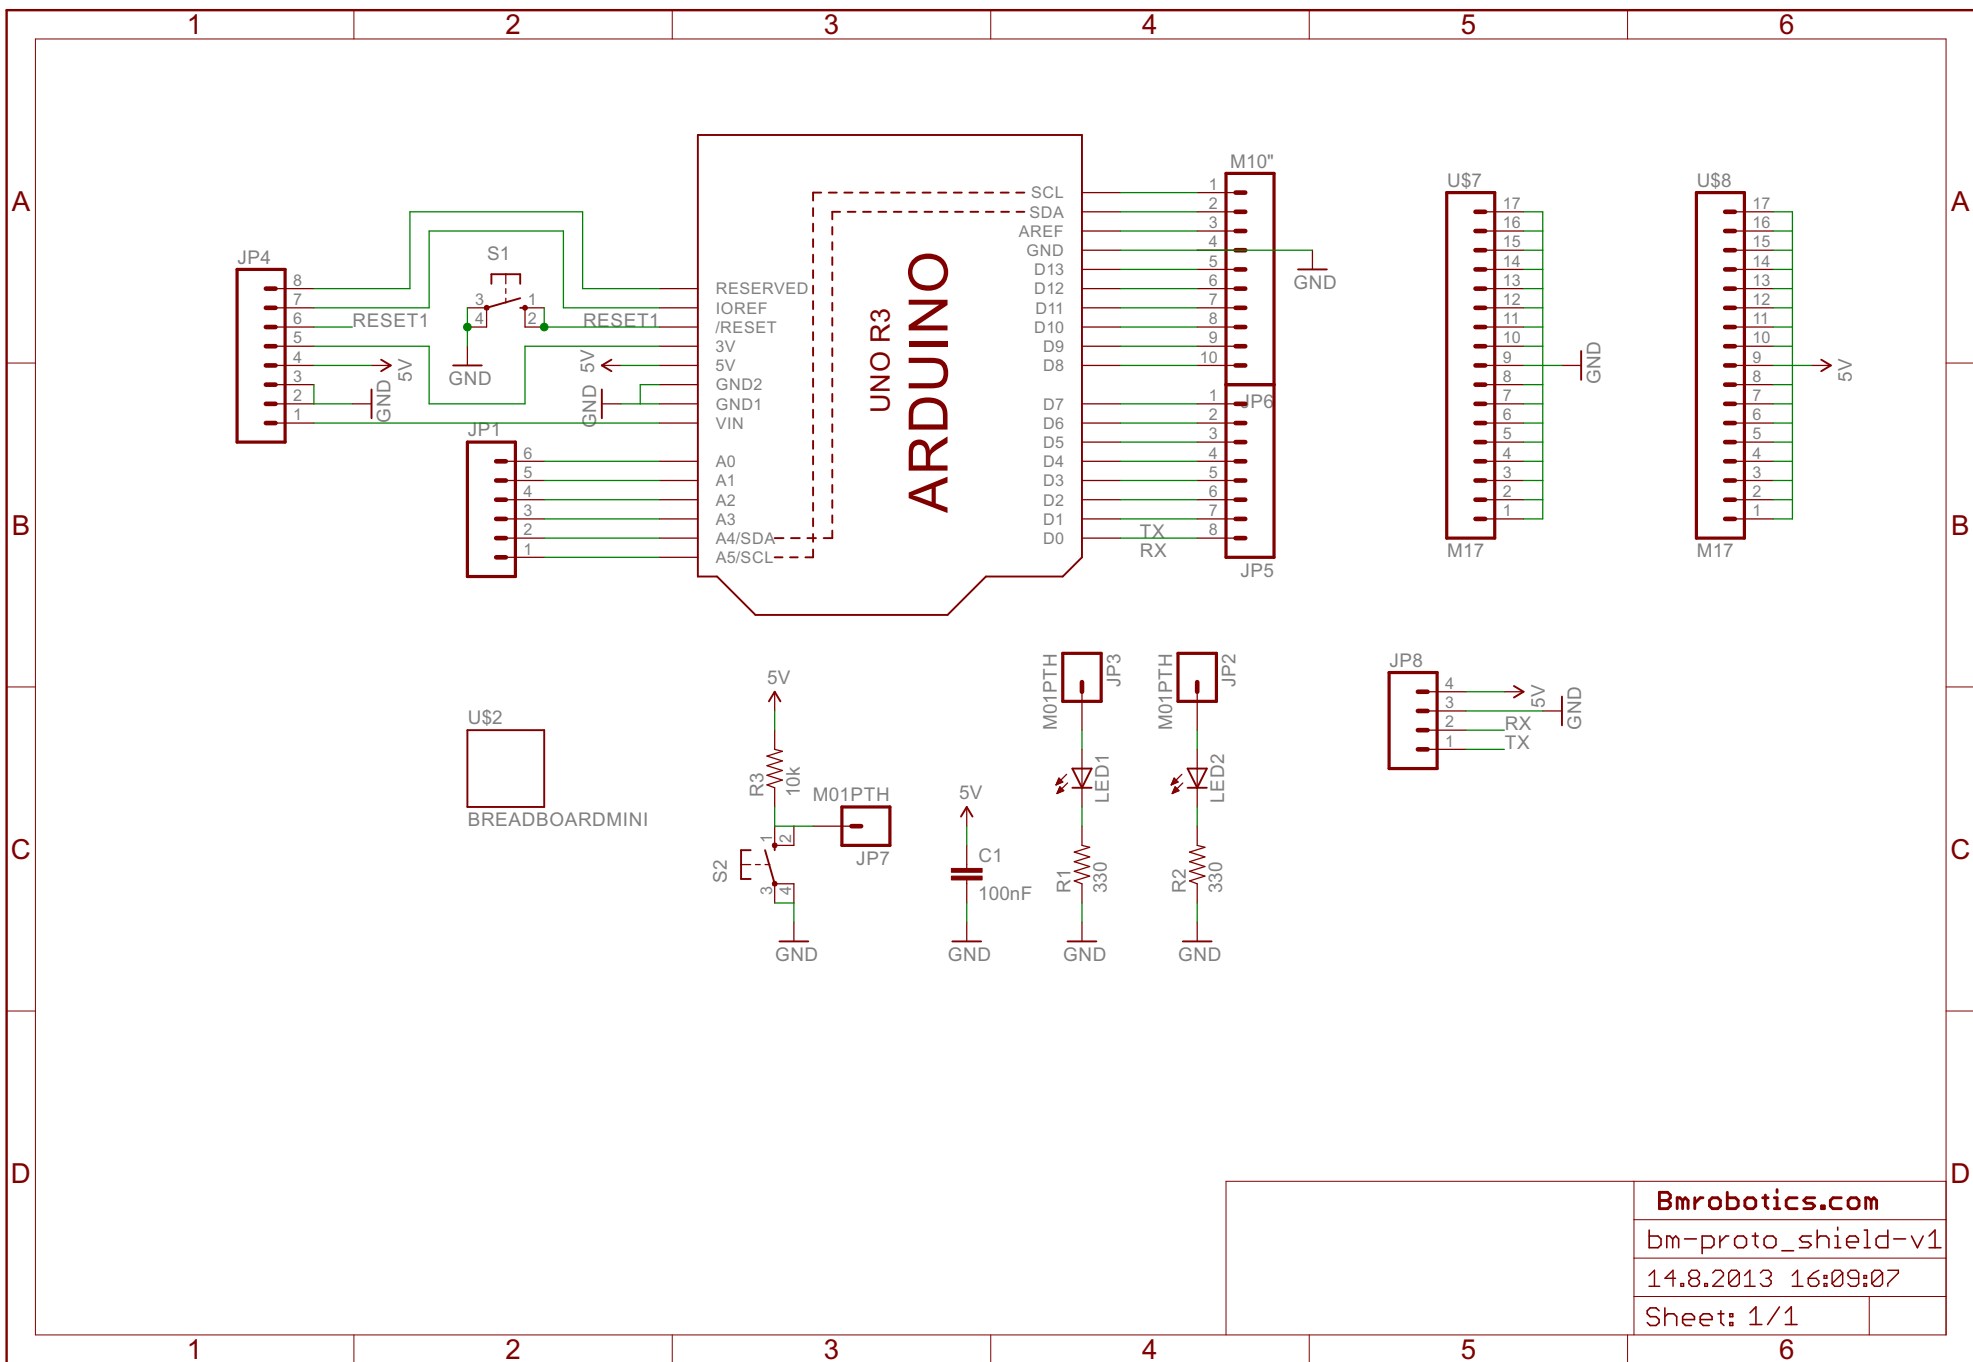 1 2 3 4 5 6
A A
B B
C C
D D
1 2 3 4 5 6
JP4
8
7
6
5
4
3
2
1
RESET1
5V
GND
S1
3 1
4 2
GND
RESET1
5V
GND
JP1
6
5
4
3
2
1
RESERVED
IOREF
/RESET
3V
5V
GND2
GND1
VIN
A0
A1
A2
A3
A4/SDA
A5/SCL
UNO R3
ARDUINO
SCL
SDA
AREF
GND
D13
D12
D11
D10
D9
D8
D7
D6
D5
D4
D3
D2
D1
D0
TX
RX
M10"
1
2
3
4
5
6
7
8
9
10
GND
JP6
1
2
3
4
5
6
7
8
JP5
U$7
17
16
15
14
13
12
11
10
9
8
7
6
5
4
3
2
1
M17
GND
U$8
17
16
15
14
13
12
11
10
9
8
7
6
5
4
3
2
1
M17
5V
U$2
BREADBOARDMINI
5V
R3
10k
M01PTH
JP7
S2
1 2
3 4
GND
5V
C1
100nF
GND
M01PTH
JP3
LED1
R1
330
GND
M01PTH
JP2
LED2
R2
330
GND
JP8
4
3
2
1
5V
GND
RX
TX
Bmrobotics.com
bm-proto_shield-v1
14.8.2013 16:09:07
Sheet: 1/1